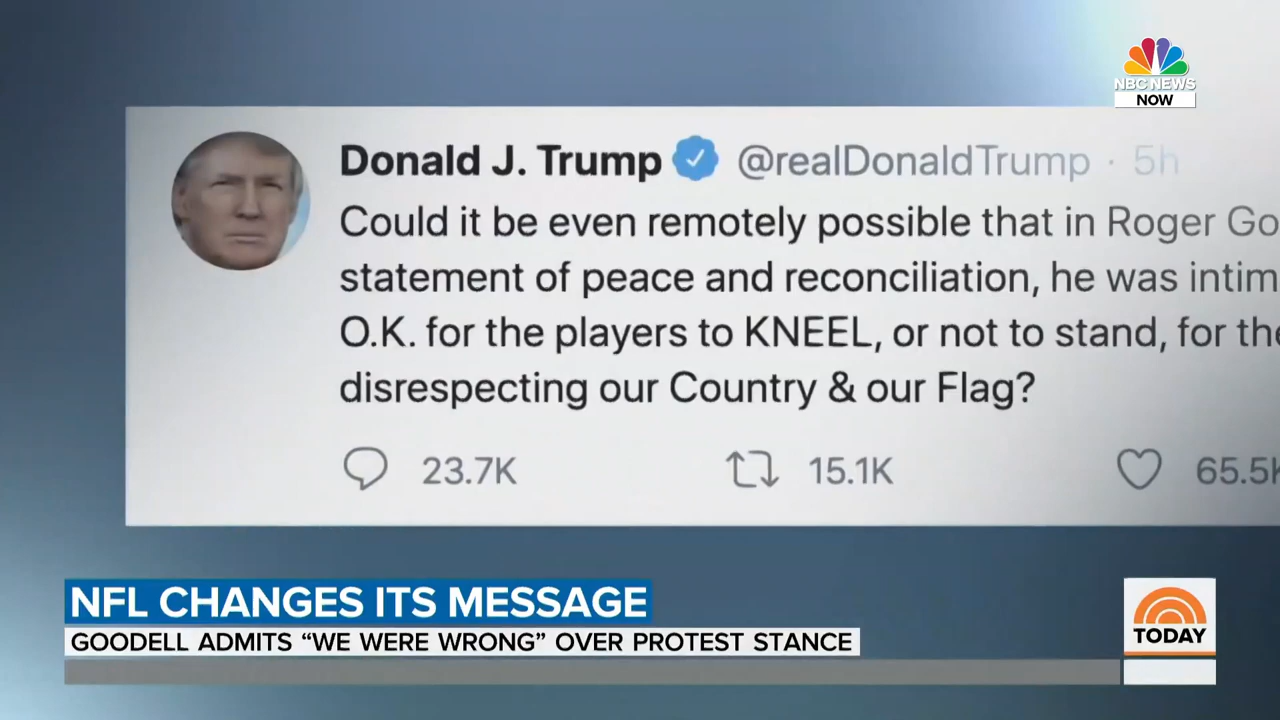 NBC NEWS
NOW
Donald J. Trump @realDonaldTrump · 5h
Could it be even remotely possible that in Roger Go
statement of peace and reconciliation, he was intim
O.K. for the players to KNEEL, or not to stand, for the
disrespecting our Country & our Flag?
23.7K 15.1K 65.5K
NFL CHANGES ITS MESSAGE
GOODELL ADMITS “WE WERE WRONG” OVER PROTEST STANCE
TODAY